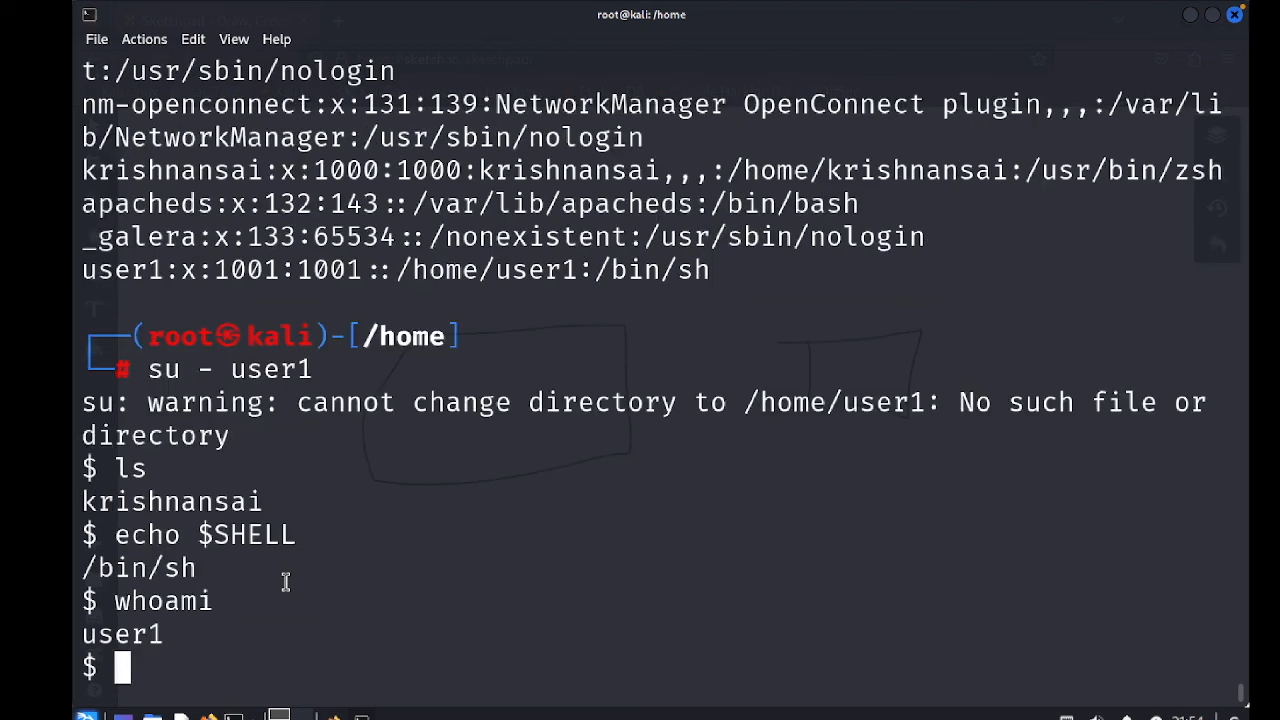 root@kali: /home
File Actions Edit View Help
t:/usr/sbin/nologin
nm-openconnect:x:131:139:NetworkManager OpenConnect plugin,,,:/var/li
b/NetworkManager:/usr/sbin/nologin
krishnansai:x:1000:1000:krishnansai,,,:/home/krishnansai:/usr/bin/zsh
apacheds:x:132:143::/var/lib/apacheds:/bin/bash
_galera:x:133:65534::/nonexistent:/usr/sbin/nologin
user1:x:1001:1001::/home/user1:/bin/sh
┌──(root㉿kali)-[/home]
└─# su - user1
su: warning: cannot change directory to /home/user1: No such file or
directory
$ ls
krishnansai
$ echo $SHELL
/bin/sh
$ whoami
user1
$